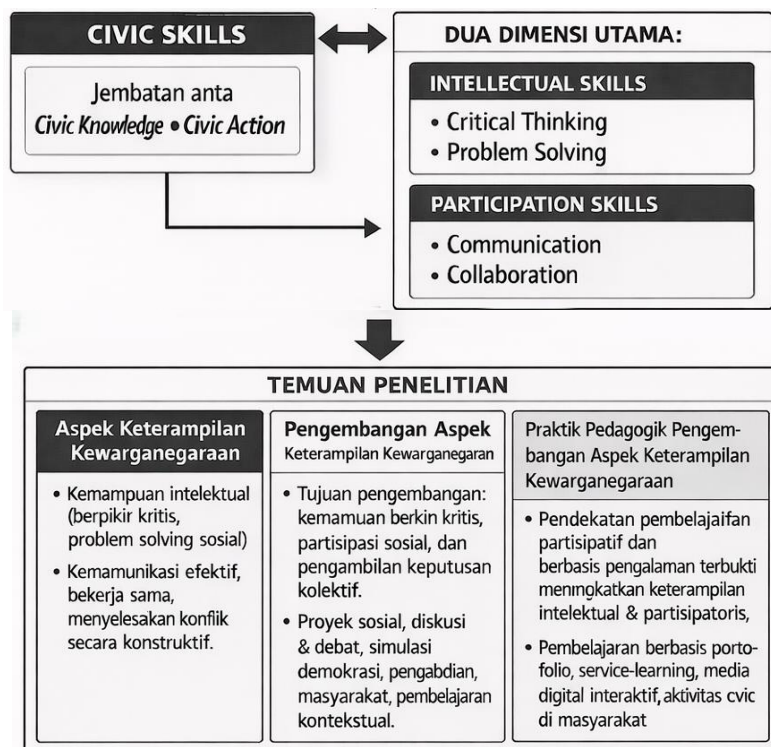 CIVIC SKILLS
Jembatan anta
Civic Knowledge • Civic Action
DUA DIMENSI UTAMA:
INTELLECTUAL SKILLS
• Critical Thinking
• Problem Solving
PARTICIPATION SKILLS
• Communication
• Collaboration
TEMUAN PENELITIAN
Aspek Keterampilan
Kewarganegaraan
• Kemampuan intelektual
(berpikir kritis,
problem solving sosial)
• Kemamunikasi efektif,
bekerja sama,
menyelesakan konflik
secara konstruktif.
Pengembangan Aspek
Keterampilan Kewarganegaran
• Tujuan pengembangan:
kemamuan berkin kritis,
partisipasi sosial, dan
pengambilan keputusan
kolektif.
• Proyek sosial, diskusi
& debat, simulasi
demokrasi, pengabdian,
masyarakat, pembelajaran
kontekstual.
Praktik Pedagogik Pengem-
bangan Aspek Keterampilan
Kewarganegaraan
• Pendekatan pembelajaifan
partisipatif dan
berbasis pengalaman terbukti
meningkatkan keterampilan
intelektual & partisipatoris,
• Pembelajaran berbasis porto-
folio, service-learning, media
digital interaktif, aktivitas cvic
di masyarakat